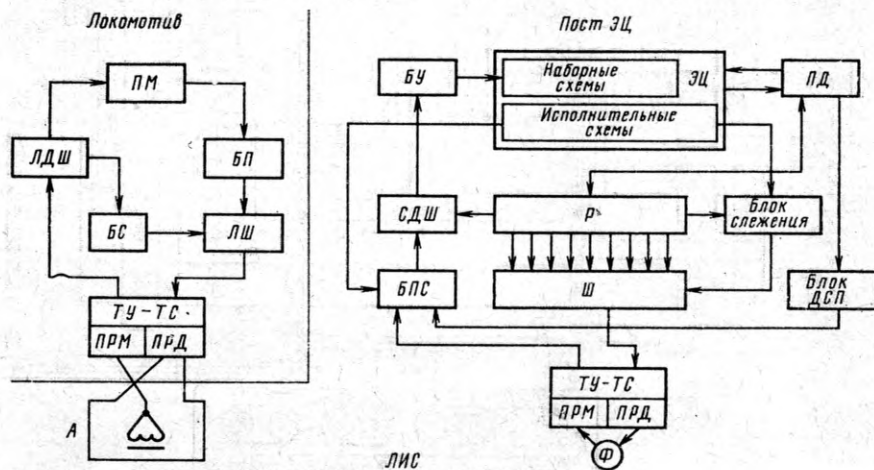 Локомотив
Пост ЭЦ
ПМ
ЛДШ
БП
БС
ЛШ
ТУ-ТС
ПРМ
ПРД
А
БУ
Наборные
схемы
ЭЦ
Исполнительные
схемы
ПД
СДШ
Р
Блок
слежения
БПС
Ш
Блок
ДСП
ТУ-ТС
ПРМ
ПРД
Ф
ЛИС